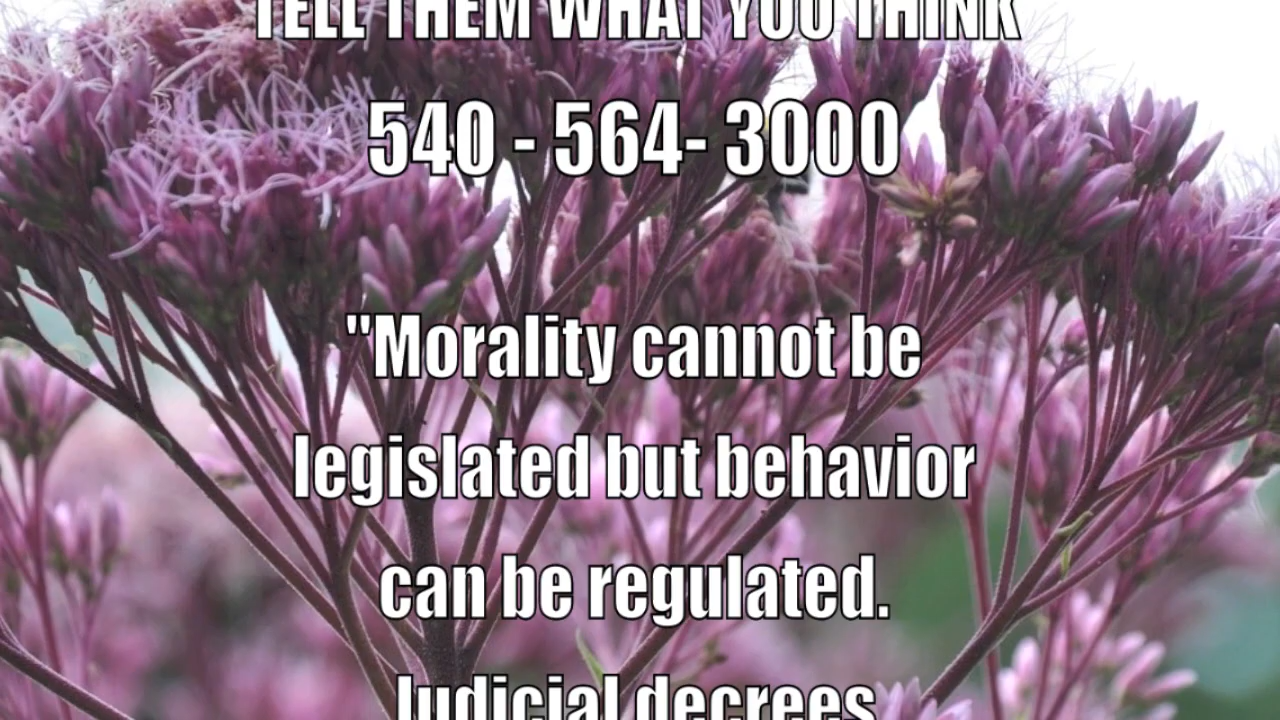 TELL THEM WHAT YOU THINK
540 - 564- 3000
"Morality cannot be
legislated but behavior
can be regulated.
Judicial decrees